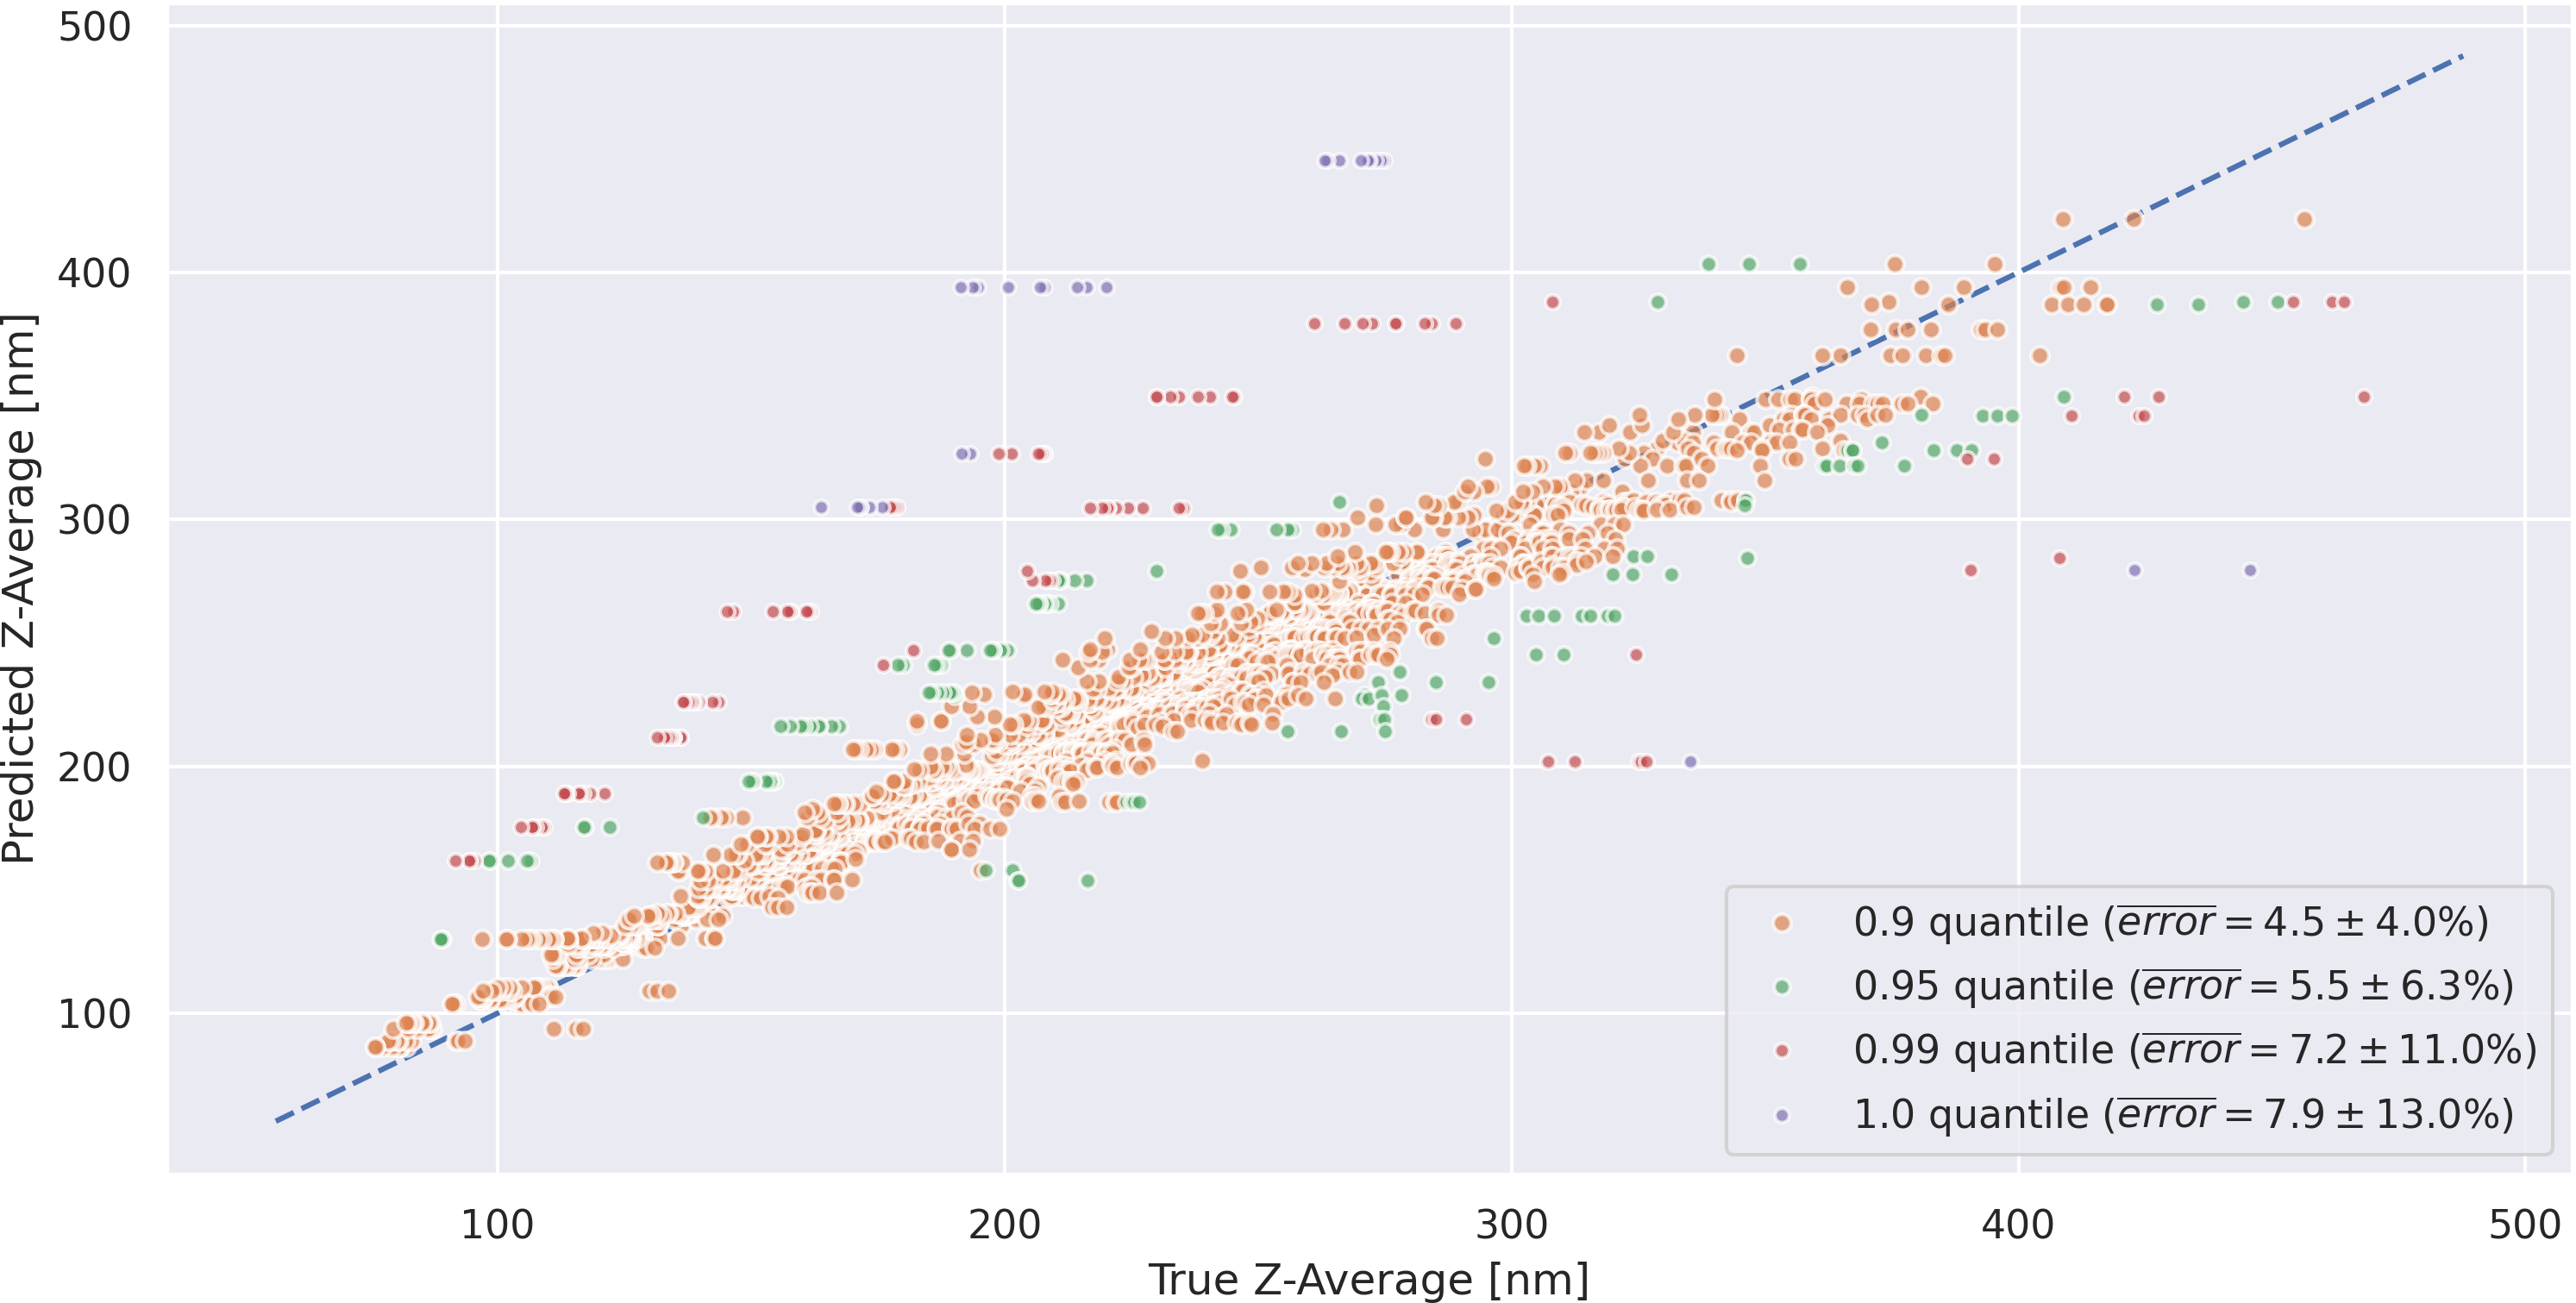 500
400
300
200
100
Predicted Z-Average [nm]
0.9 quantile (error = 4.5 ± 4.0%)
0.95 quantile (error = 5.5 ± 6.3%)
0.99 quantile (error = 7.2 ± 11.0%)
1.0 quantile (error = 7.9 ± 13.0%)
100 200 300 400 500
True Z-Average [nm]